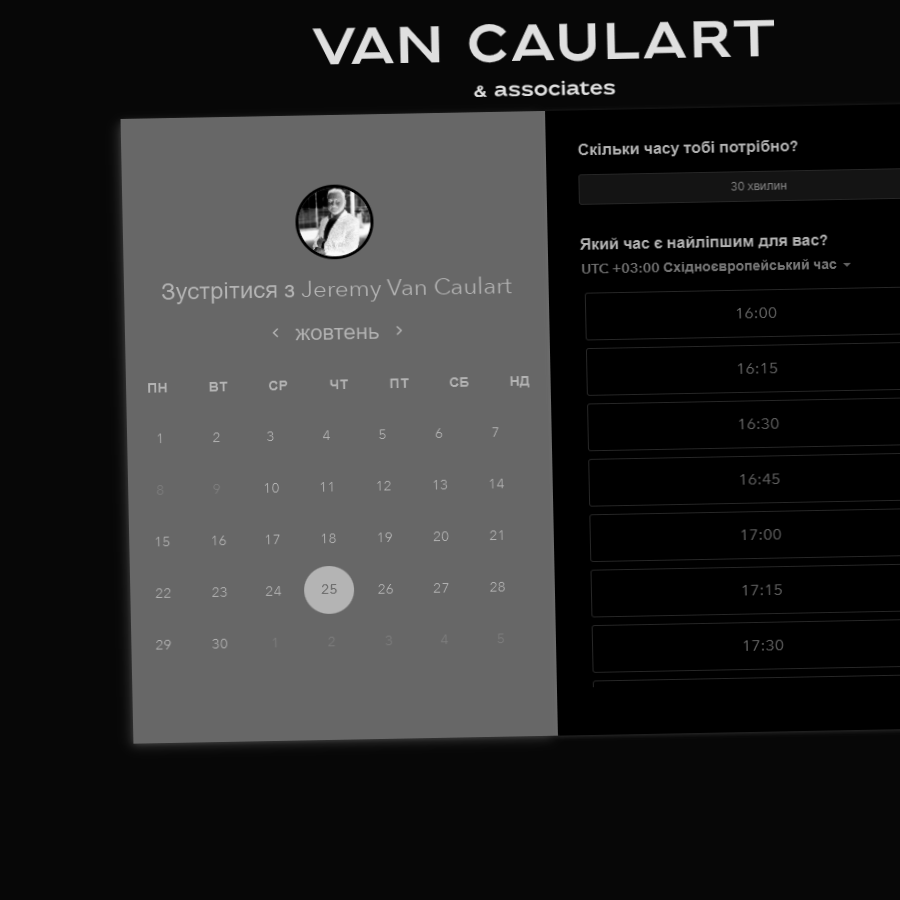 VAN CAULART
& associates
Зустрітися з Jeremy Van Caulart
жовтень
ПН ВТ СР ЧТ ПТ СБ НД
1 2 3 4 5 6 7
8 9 10 11 12 13 14
15 16 17 18 19 20 21
22 23 24 25 26 27 28
29 30 1 2 3 4 5
Скільки часу тобі потрібно?
30 хвилин
Який час є найліпшим для вас?
UTC +03:00 Східноєвропейський час
16:00
16:15
16:30
16:45
17:00
17:15
17:30